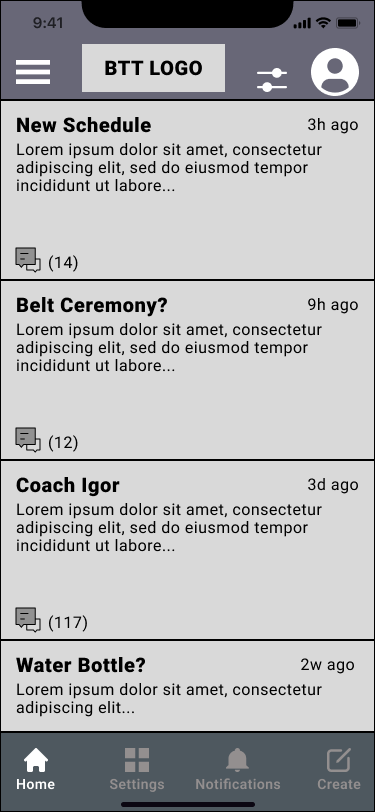 9:41
BTT LOGO
New Schedule 3h ago
Lorem ipsum dolor sit amet, consectetur
adipiscing elit, sed do eiusmod tempor
incididunt ut labore...
(14)
Belt Ceremony? 9h ago
Lorem ipsum dolor sit amet, consectetur
adipiscing elit, sed do eiusmod tempor
incididunt ut labore...
(12)
Coach Igor 3d ago
Lorem ipsum dolor sit amet, consectetur
adipiscing elit, sed do eiusmod tempor
incididunt ut labore...
(117)
Water Bottle? 2w ago
Lorem ipsum dolor sit amet, consectetur
adipiscing elit...
Home Settings Notifications Create